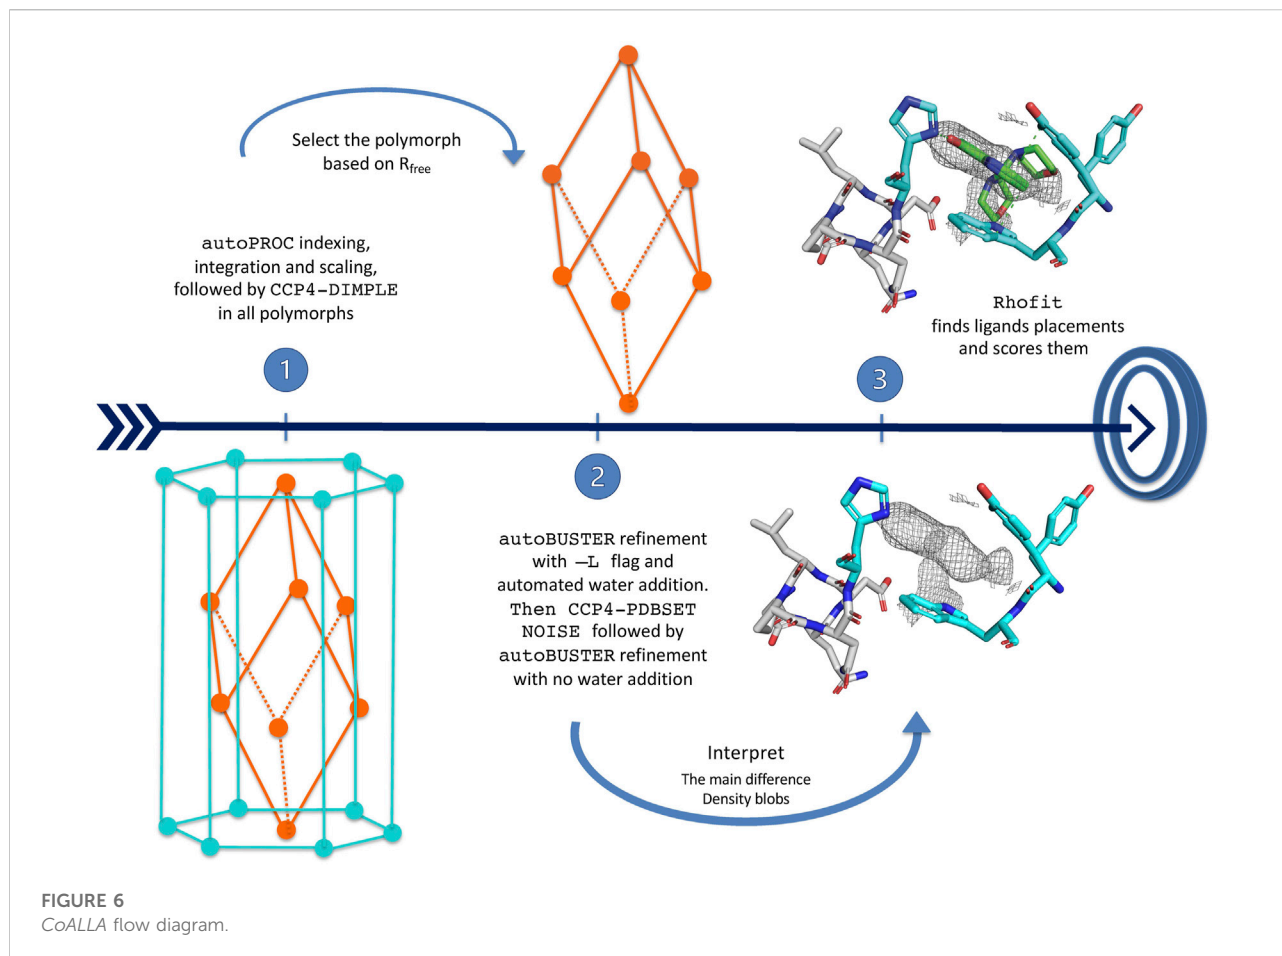 Select the polymorph
based on Rfree
autoPROC indexing,
integration and scaling,
followed by CCP4-DIMPLE
in all polymorphs
1
Rhofit
finds ligands placements
and scores them
3
2
autoBUSTER refinement
with —L flag and
automated water addition.
Then CCP4-PDBSET
NOISE followed by
autoBUSTER refinement
with no water addition
Interpret
The main difference
Density blobs
FIGURE 6
CoALLA flow diagram.